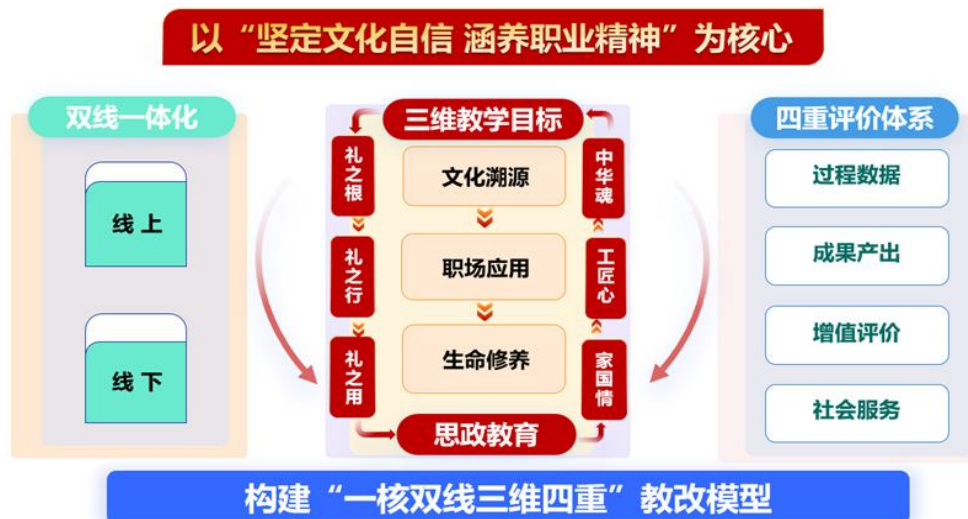 以“坚定文化自信 涵养职业精神”为核心
双线一体化
线 上
线 下
三维教学目标
礼之根
礼之行
礼之用
文化溯源
职场应用
生命修养
中华魂
工匠心
家国情
思政教育
四重评价体系
过程数据
成果产出
增值评价
社会服务
构建“一核双线三维四重”教改模型